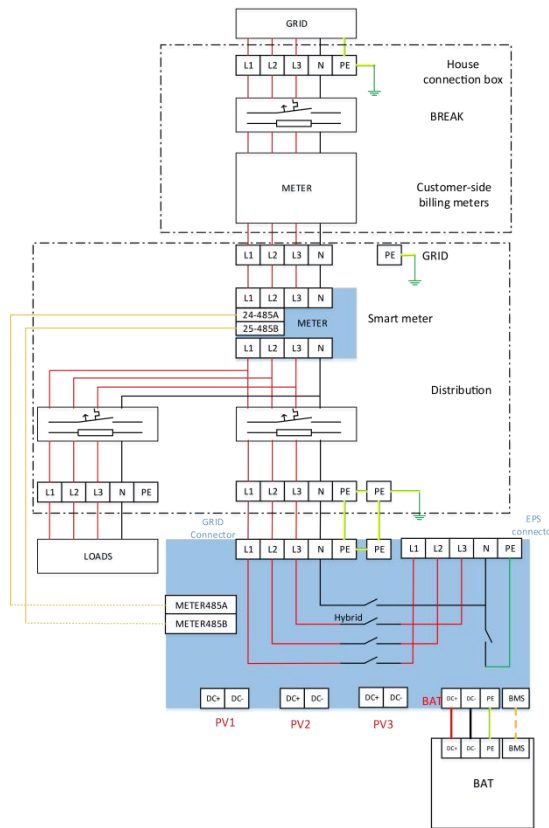 GRID
L1 L2 L3 N PE
House
connection box
BREAK
METER
Customer-side
billing meters
L1 L2 L3 N
PE
GRID
L1 L2 L3 N
24-485A
25-485B
METER
Smart meter
L1 L2 L3 N
Distribution
L1 L2 L3 N PE
L1 L2 L3 N PE
PE
GRID
Connector
EPS
LOADS
L1 L2 L3 N PE
PE
L1 L2 L3 N PE
METER485A
METER485B
Hybrid
DC+ DC-
PV1
DC+ DC-
PV2
DC+ DC-
PV3
BAT
DC+ DC- PE BMS
DC+ DC- PE BMS
BAT